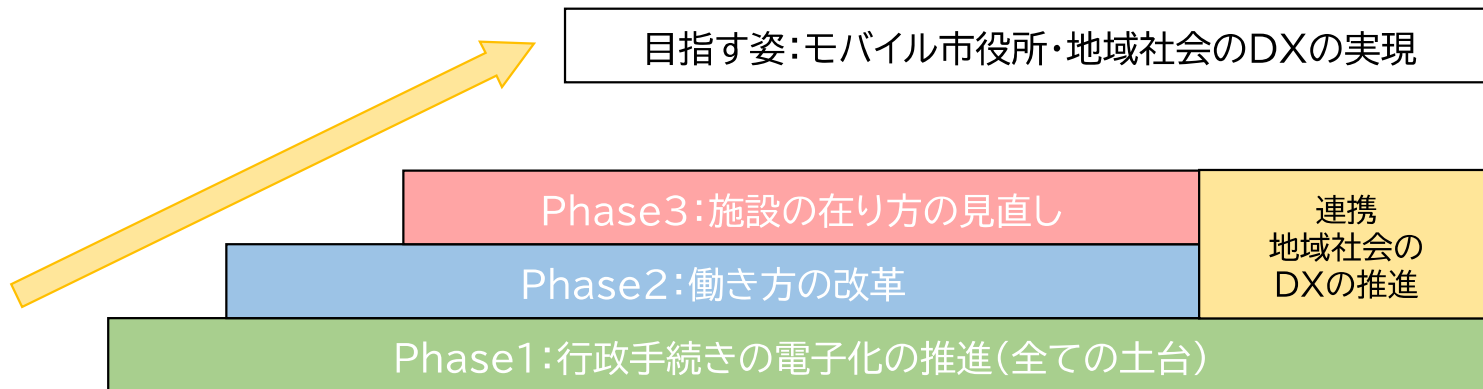 目指す姿：モバイル市役所・地域社会のDXの実現
Phase3：施設の在り方の見直し
連携
地域社会の
DXの推進
Phase2：働き方の改革
Phase1：行政手続きの電子化の推進（全ての土台）